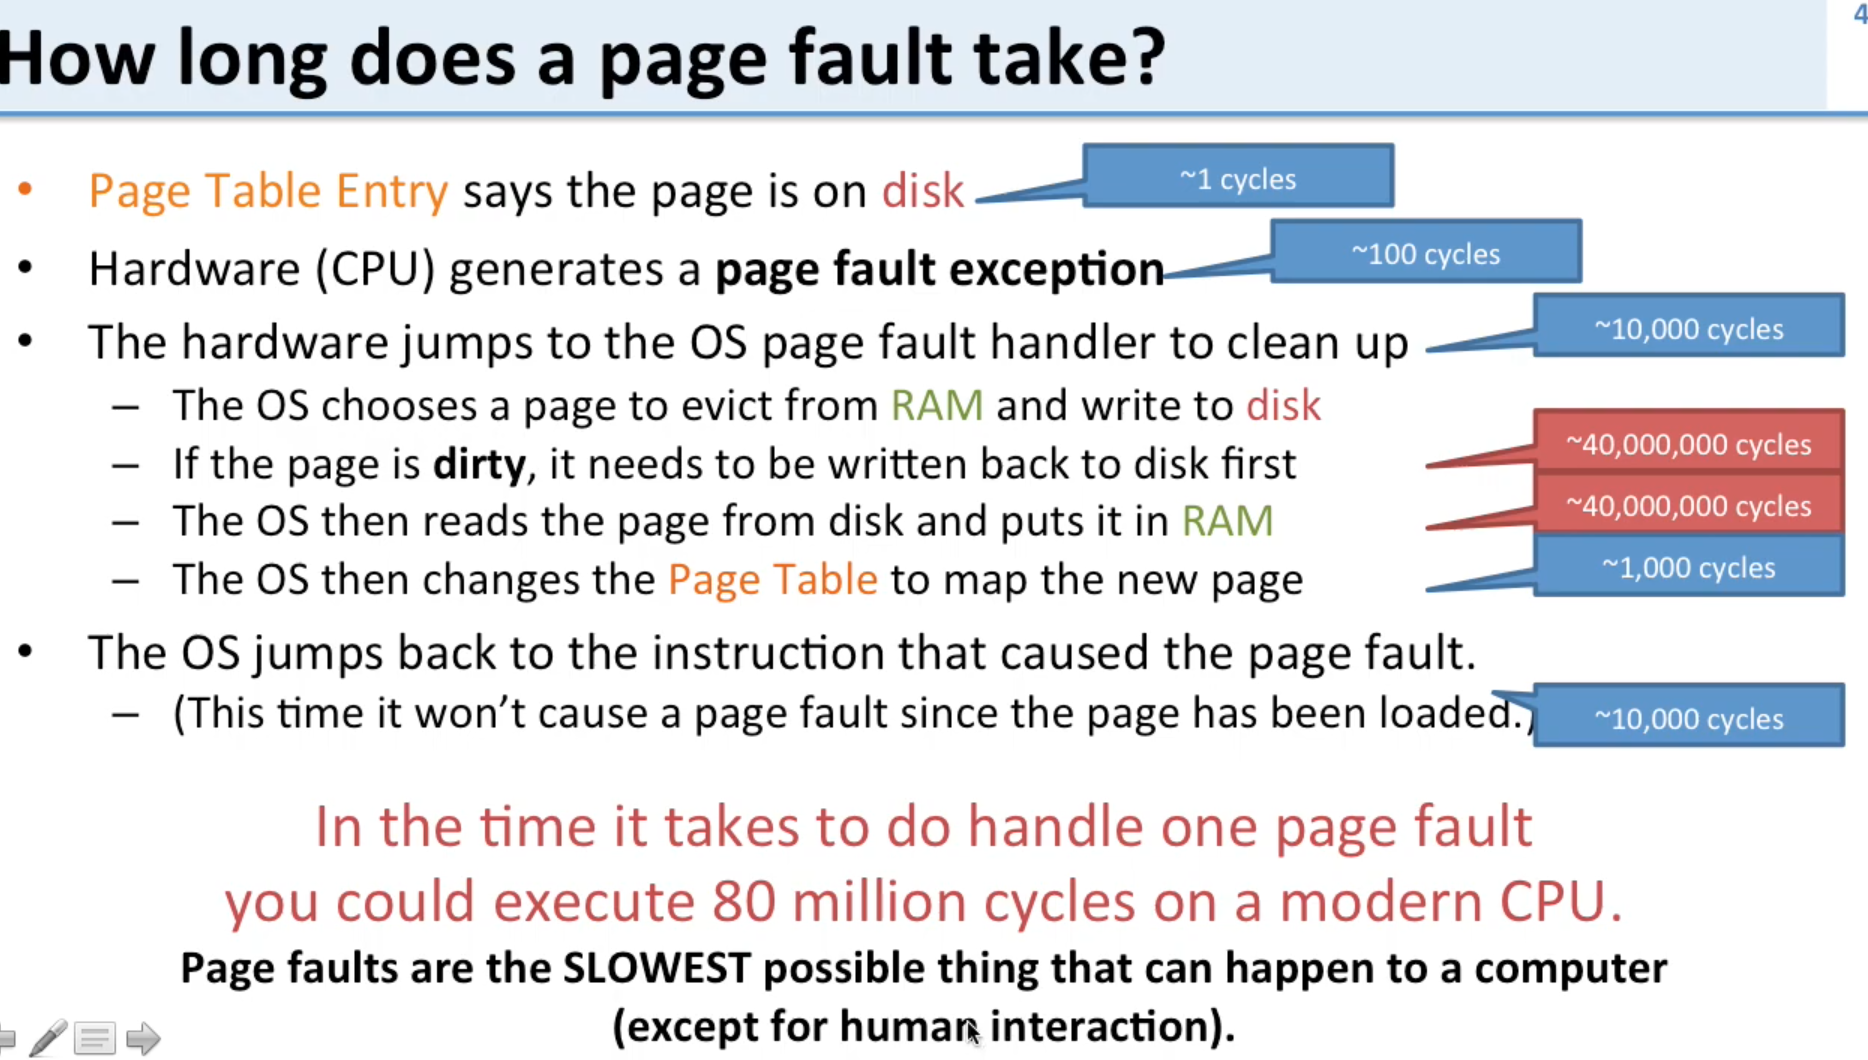 How long does a page fault take?
4
• Page Table Entry says the page is on disk
~1 cycles
• Hardware (CPU) generates a page fault exception
~100 cycles
• The hardware jumps to the OS page fault handler to clean up
~10,000 cycles
– The OS chooses a page to evict from RAM and write to disk
– If the page is dirty, it needs to be written back to disk first
~40,000,000 cycles
– The OS then reads the page from disk and puts it in RAM
~40,000,000 cycles
– The OS then changes the Page Table to map the new page
~1,000 cycles
• The OS jumps back to the instruction that caused the page fault.
– (This time it won’t cause a page fault since the page has been loaded.)
~10,000 cycles
In the time it takes to do handle one page fault
you could execute 80 million cycles on a modern CPU.
Page faults are the SLOWEST possible thing that can happen to a computer
(except for human interaction).